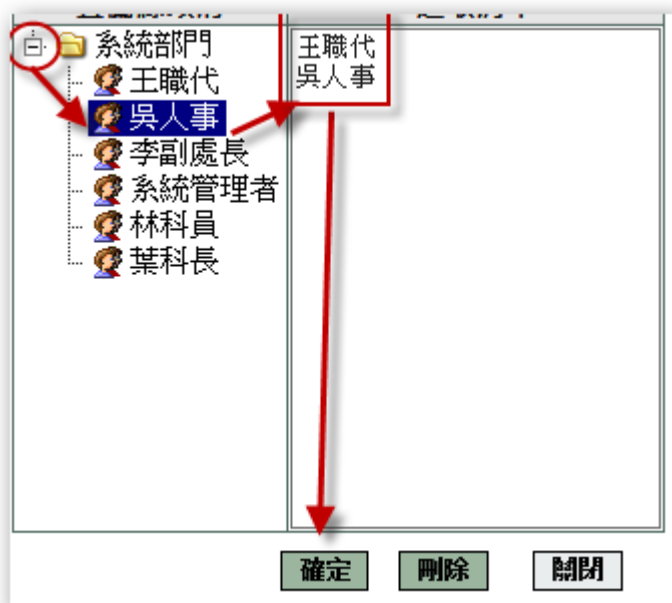 系統部門
王職代
吳人事
李副處長
系統管理者
林科員
葉科長
王職代
吳人事
確定
刪除
關閉